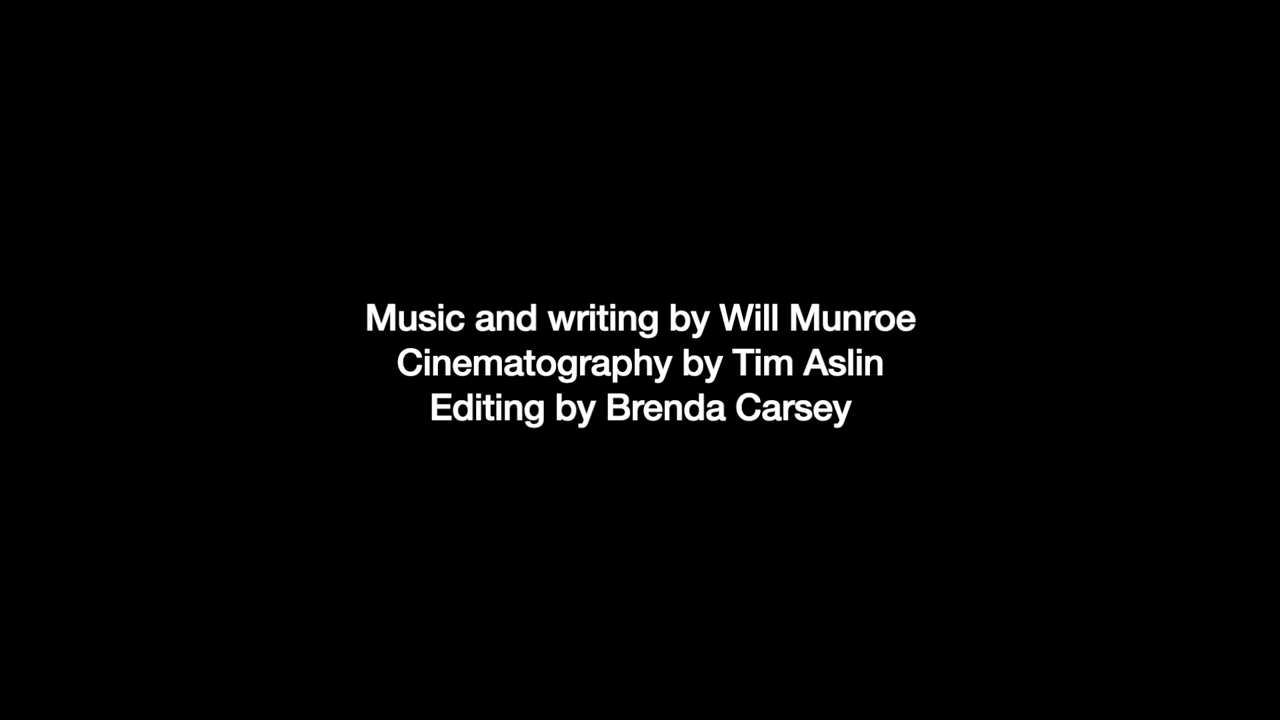 Music and writing by Will Munroe
Cinematography by Tim Aslin
Editing by Brenda Carsey